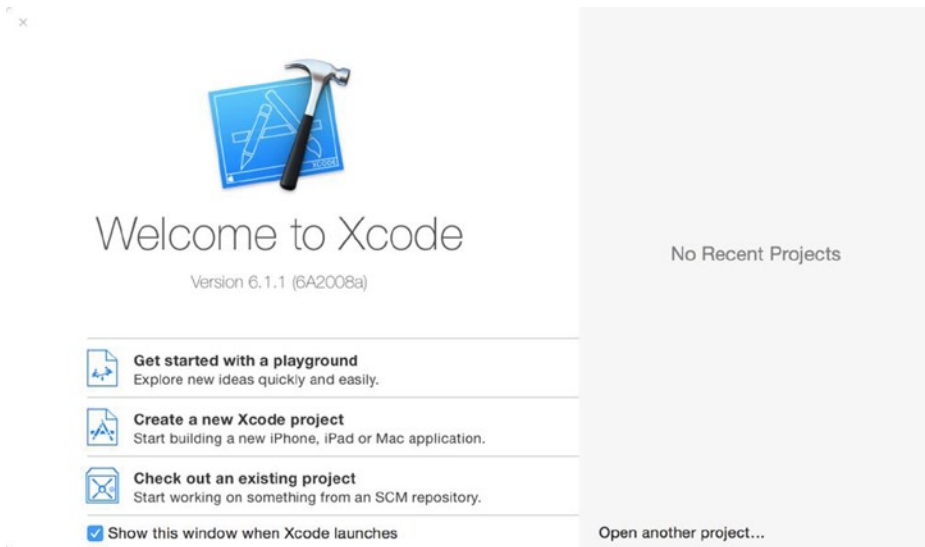 XCODE
Welcome to Xcode
Version 6.1.1 (6A2008a)
Get started with a playground
Explore new ideas quickly and easily.
Create a new Xcode project
Start building a new iPhone, iPad or Mac application.
Check out an existing project
Start working on something from an SCM repository.
Show this window when Xcode launches
No Recent Projects
Open another project...